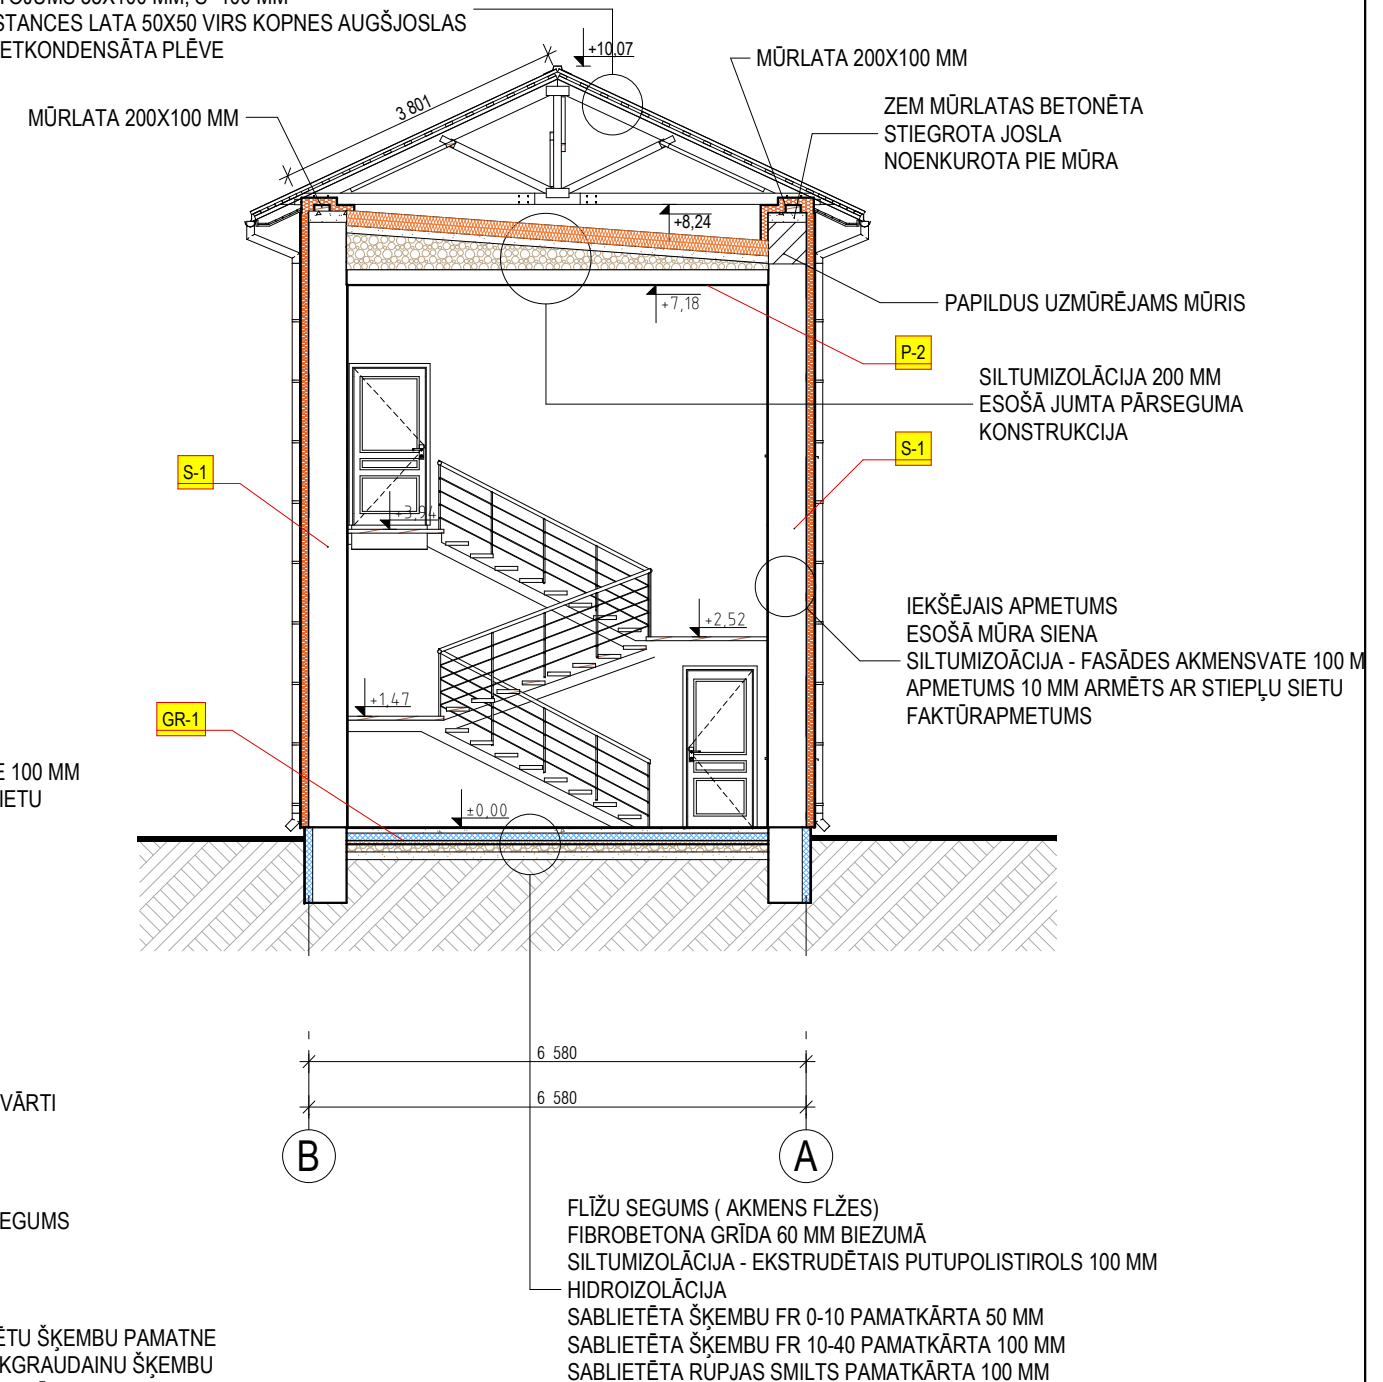 STANCES LATA 50X50 VIRS KOPNES AUGŠJOSLAS
ETKONDENSĀTA PLĒVE
+10,07
MŪRLATA 200X100 MM
3 801
MŪRLATA 200X100 MM
ZEM MŪRLATAS BETONĒTA
STIEGROTA JOSLA
NOENKUROTA PIE MŪRA
+8,24
+7,18
PAPILDUS UZMŪRĒJAMS MŪRIS
P-2
SILTUMIZOLĀCIJA 200 MM
ESOŠĀ JUMTA PĀRSEGUMA
KONSTRUKCIJA
S-1
S-1
+3,94
+2,52
IEKŠĒJAIS APMETUMS
ESOŠĀ MŪRA SIENA
SILTUMIZOĀCIJA - FASĀDES AKMENSVATE 100 M
APMETUMS 10 MM ARMĒTS AR STIEPĻU SIETU
FAKTŪRAPMETUMS
+1,47
GR-1
E 100 MM
IETU
±0,00
6 580
6 580
VĀRTI
B
A
EGUMS
FLĪŽU SEGUMS ( AKMENS FLŽES)
FIBROBETONA GRĪDA 60 MM BIEZUMĀ
SILTUMIZOLĀCIJA - EKSTRUDĒTAIS PUTUPOLISTIROLS 100 MM
HIDROIZOLĀCIJA
SABLIETĒTA ŠĶEMBU FR 0-10 PAMATKĀRTA 50 MM
SABLIETĒTA ŠĶEMBU FR 10-40 PAMATKĀRTA 100 MM
SABLIETĒTA RUPJAS SMILTS PAMATKĀRTA 100 MM
ĒTU ŠĶEMBU PAMATNE
KGRAUDAINU ŠĶEMBU